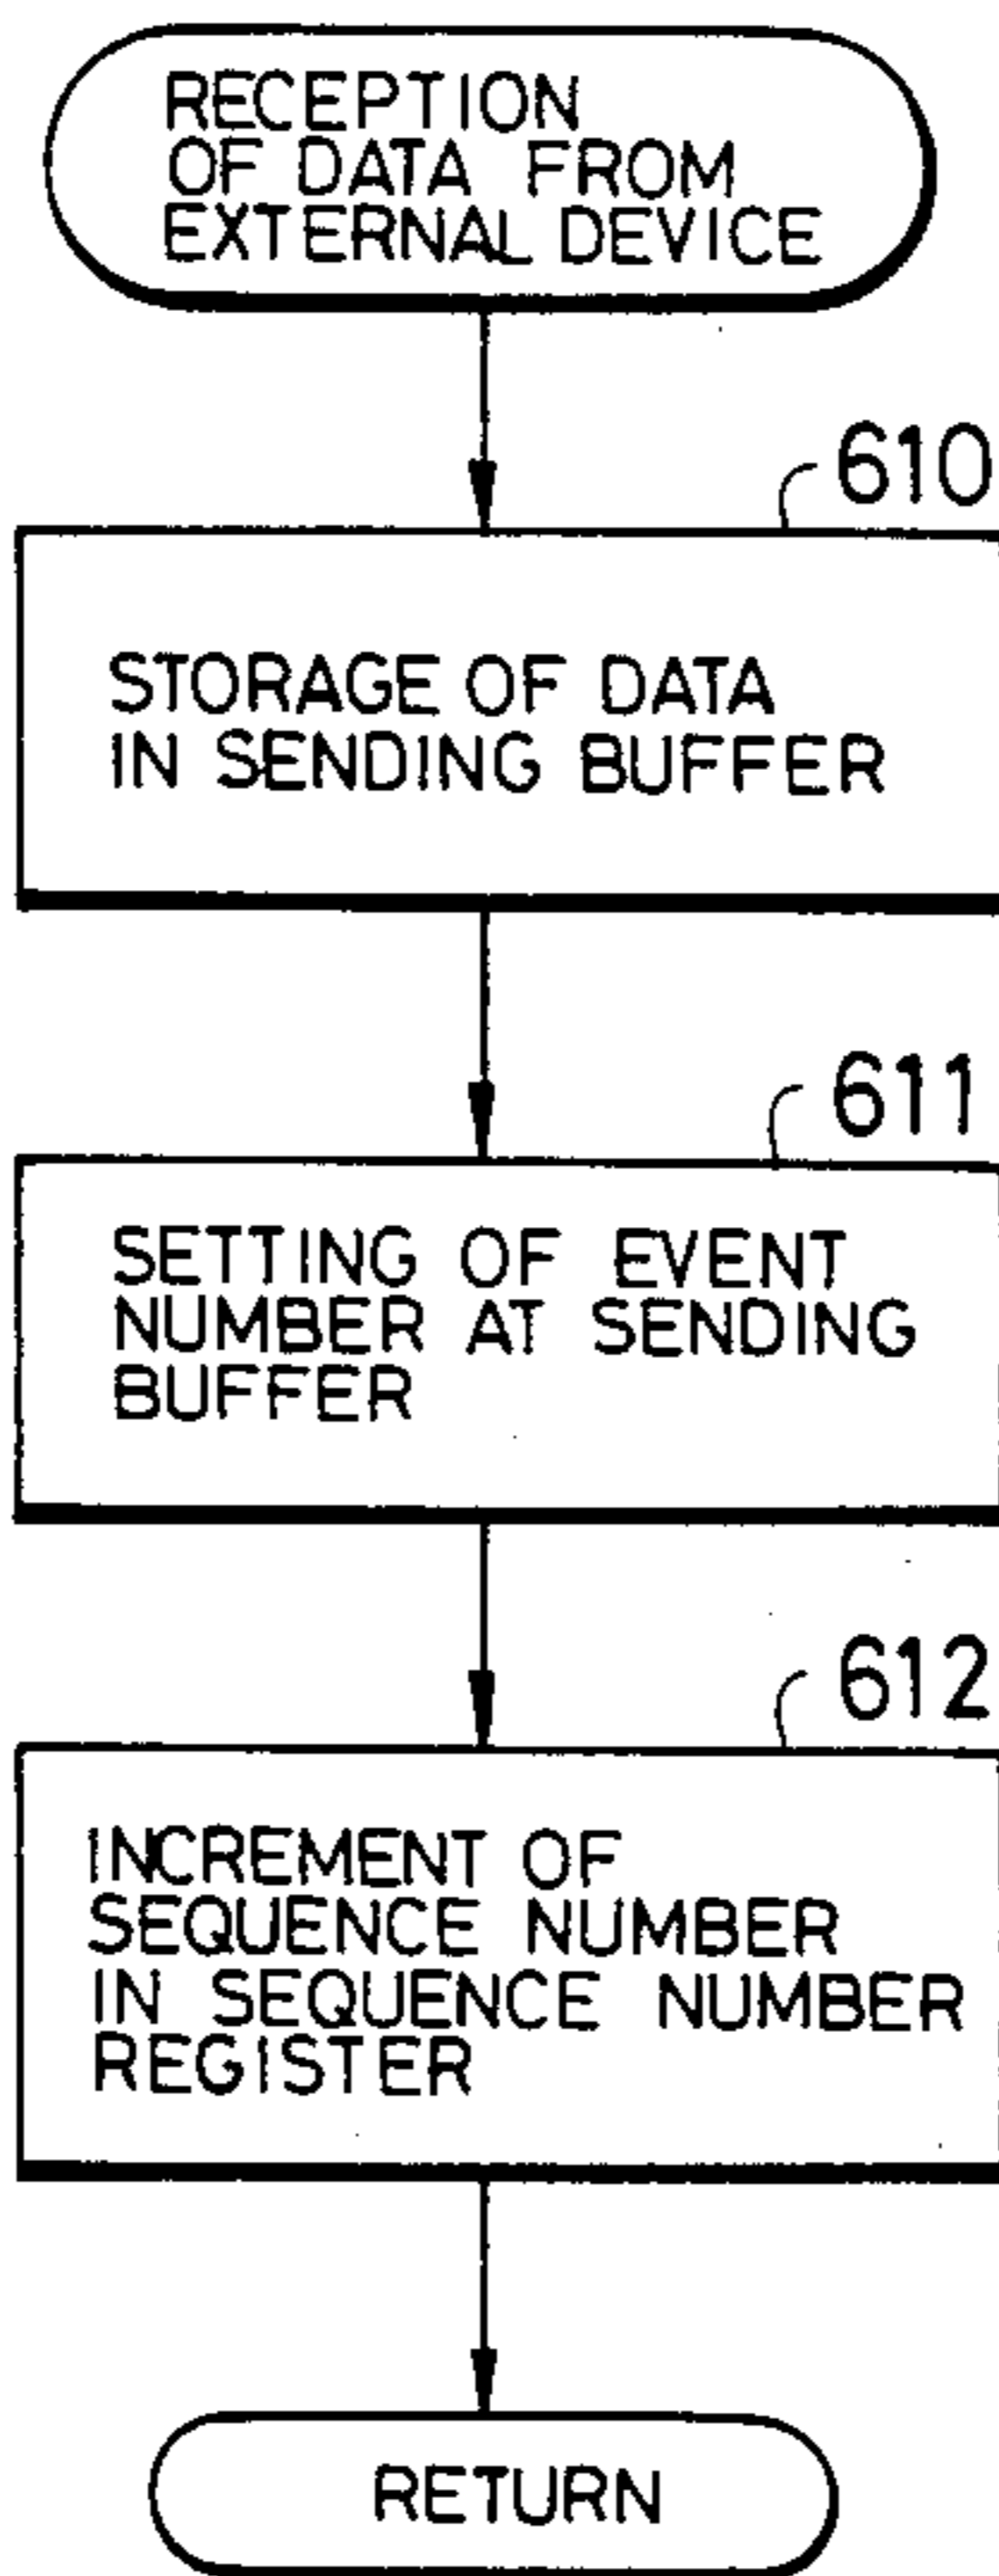 RECEPTION
OF DATA FROM
EXTERNAL DEVICE
610
STORAGE OF DATA
IN SENDING BUFFER
611
SETTING OF EVENT
NUMBER AT SENDING
BUFFER
612
INCREMENT OF
SEQUENCE NUMBER
IN SEQUENCE NUMBER
REGISTER
RETURN